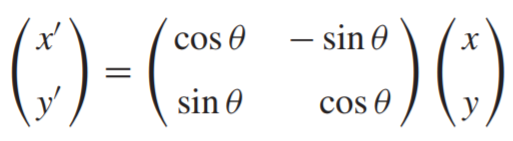 x′ = cos θ − sin θ x
y′ sin θ cos θ y